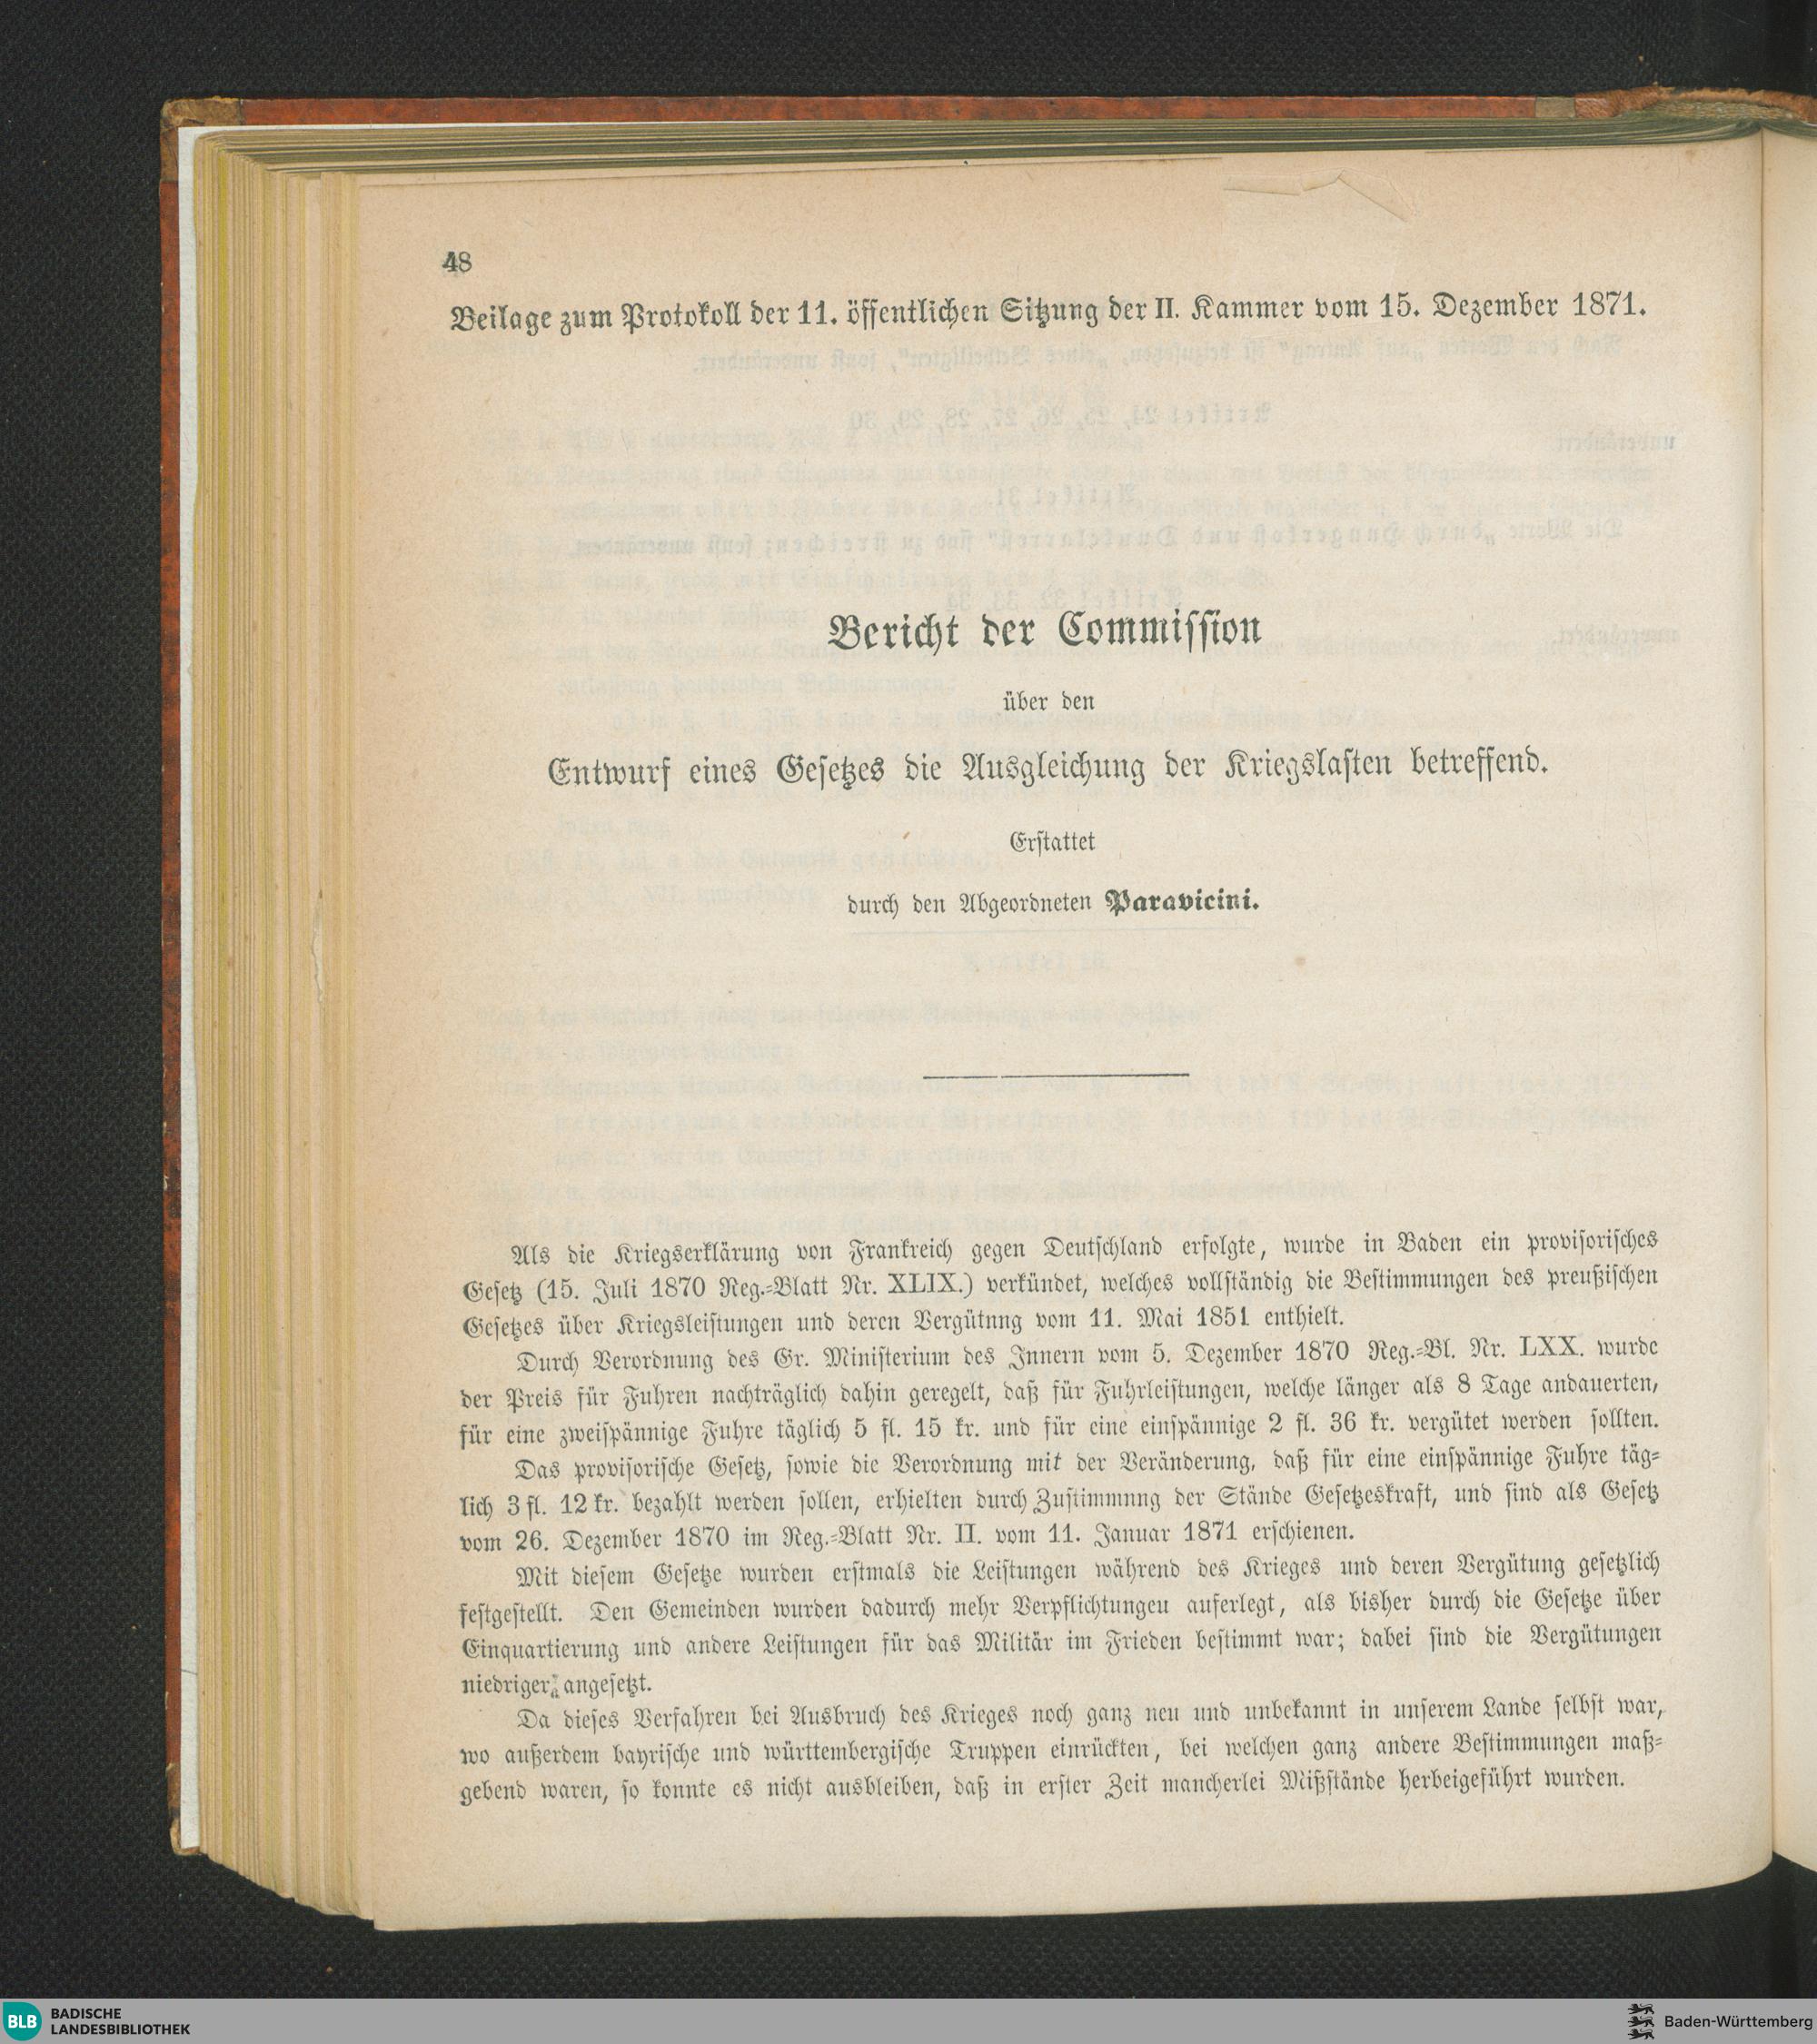 48
Beilage zum Protokoll der 11. öffentlichen Sitzung der II. Kammer vom 15. Dezember 1871.
Bericht der Commission
über den
Entwurf eines Gesetzes die Ausgleichung der Kriegslasten betreffend.
Erstattet
durch den Abgeordneten Paravicini.
Als die Kriegserklärung von Frankreich gegen Deutschland erfolgte, wurde in Baden ein provisorisches
Gesetz (15. Juli 1870 Reg.-Blatt Nr. XLIX.) verkündet, welches vollständig die Bestimmungen des preußischen
Gesetzes über Kriegsleistungen und deren Vergütnng vom 11. Mai 1851 enthielt.
Durch Verordnung des Gr. Ministerium des Innern vom 5. Dezember 1870 Reg.-Bl. Nr. LXX. wurde
der Preis für Fuhren nachträglich dahin geregelt, daß für Fuhrleistungen, welche länger als 8 Tage andauerten,
für eine zweispännige Fuhre täglich 5 fl. 15 kr. und für eine einspännige 2 fl. 36 kr. vergütet werden sollten.
Das provisorische Gesetz, sowie die Verordnung mit der Veränderung, daß für eine einspännige Fuhre täg-
lich 3 fl. 12 kr. bezahlt werden sollen, erhielten durch Zustimmnng der Stände Gesetzeskraft, und sind als Gesetz
vom 26. Dezember 1870 im Reg.-Blatt Nr. II. vom 11. Januar 1871 erschienen.
Mit diesem Gesetze wurden erstmals die Leistungen während des Krieges und deren Vergütung gesetzlich
festgestellt. Den Gemeinden wurden dadurch mehr Verpflichtungeu auferlegt, als bisher durch die Gesetze über
Einquartierung und andere Leistungen für das Militär im Frieden bestimmt war; dabei sind die Vergütungen
niedriger angesetzt.
Da dieses Verfahren bei Ausbruch des Krieges noch ganz neu und unbekannt in unserem Lande selbst war,
wo außerdem bayrische und württembergische Truppen einrückten, bei welchen ganz andere Bestimmungen maß-
gebend waren, so konnte es nicht ausbleiben, daß in erster Zeit mancherlei Mißstände herbeigeführt wurden.
BLB BADISCHE
LANDESBIBLIOTHEK
Baden-Württemberg